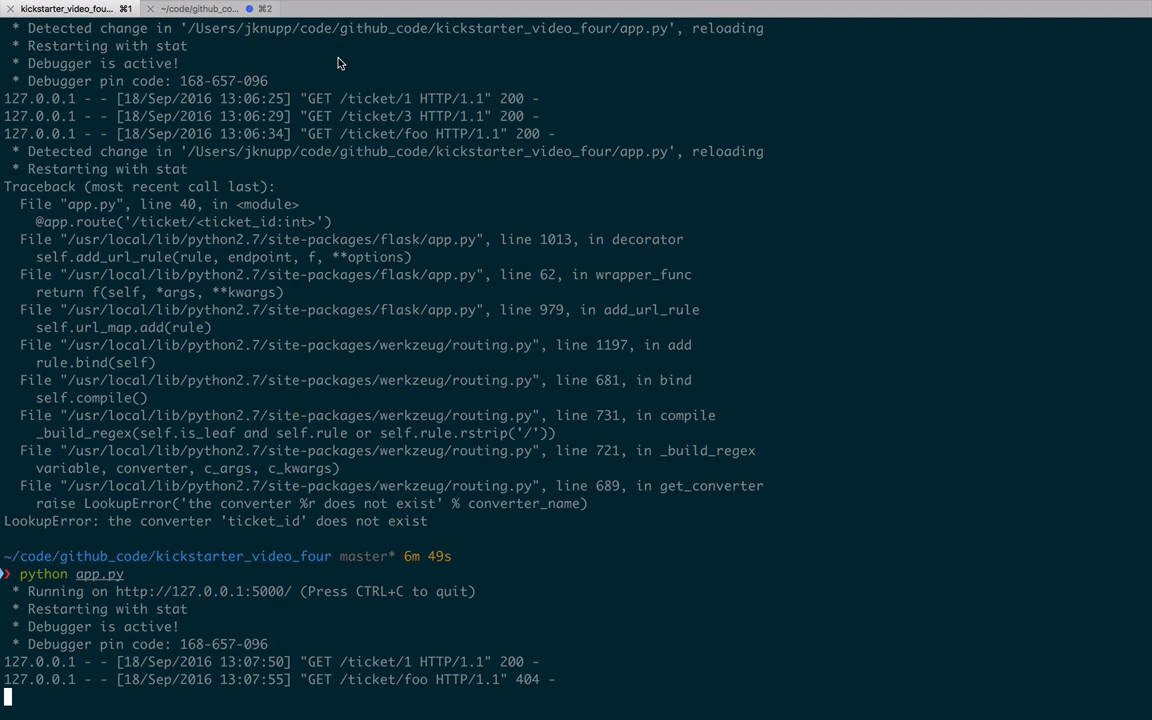 kickstarter_video_fou... ⌘1 ~/code/github_co... ⌘2
* Detected change in '/Users/jknupp/code/github_code/kickstarter_video_four/app.py', reloading
* Restarting with stat
* Debugger is active!
* Debugger pin code: 168-657-096
127.0.0.1 - - [18/Sep/2016 13:06:25] "GET /ticket/1 HTTP/1.1" 200 -
127.0.0.1 - - [18/Sep/2016 13:06:29] "GET /ticket/3 HTTP/1.1" 200 -
127.0.0.1 - - [18/Sep/2016 13:06:34] "GET /ticket/foo HTTP/1.1" 200 -
* Detected change in '/Users/jknupp/code/github_code/kickstarter_video_four/app.py', reloading
* Restarting with stat
Traceback (most recent call last):
File "app.py", line 40, in <module>
@app.route('/ticket/<ticket_id:int>')
File "/usr/local/lib/python2.7/site-packages/flask/app.py", line 1013, in decorator
self.add_url_rule(rule, endpoint, f, **options)
File "/usr/local/lib/python2.7/site-packages/flask/app.py", line 62, in wrapper_func
return f(self, *args, **kwargs)
File "/usr/local/lib/python2.7/site-packages/flask/app.py", line 979, in add_url_rule
self.url_map.add(rule)
File "/usr/local/lib/python2.7/site-packages/werkzeug/routing.py", line 1197, in add
rule.bind(self)
File "/usr/local/lib/python2.7/site-packages/werkzeug/routing.py", line 681, in bind
self.compile()
File "/usr/local/lib/python2.7/site-packages/werkzeug/routing.py", line 731, in compile
_build_regex(self.is_leaf and self.rule or self.rule.rstrip('/'))
File "/usr/local/lib/python2.7/site-packages/werkzeug/routing.py", line 721, in _build_regex
variable, converter, c_args, c_kwargs)
File "/usr/local/lib/python2.7/site-packages/werkzeug/routing.py", line 689, in get_converter
raise LookupError('the converter %r does not exist' % converter_name)
LookupError: the converter 'ticket_id' does not exist
~/code/github_code/kickstarter_video_four master* 6m 49s
❯ python app.py
* Running on http://127.0.0.1:5000/ (Press CTRL+C to quit)
* Restarting with stat
* Debugger is active!
* Debugger pin code: 168-657-096
127.0.0.1 - - [18/Sep/2016 13:07:50] "GET /ticket/1 HTTP/1.1" 200 -
127.0.0.1 - - [18/Sep/2016 13:07:55] "GET /ticket/foo HTTP/1.1" 404 -